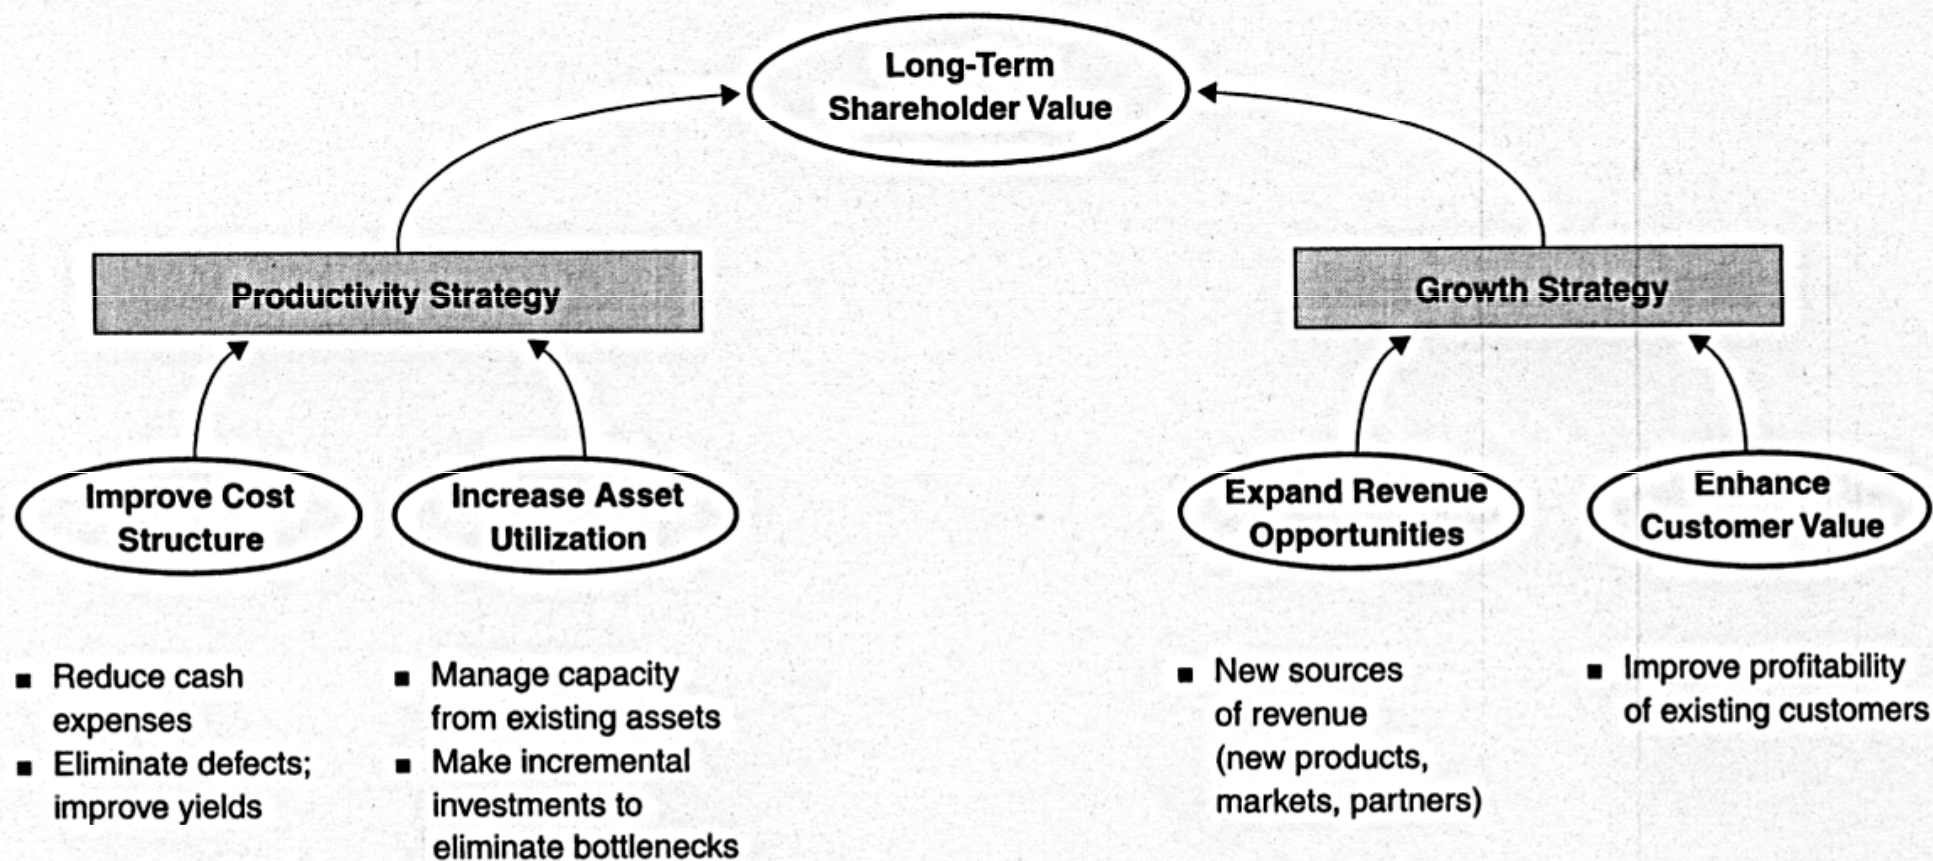 Long-Term
Shareholder Value
Productivity Strategy
Growth Strategy
Improve Cost
Structure
Increase Asset
Utilization
Expand Revenue
Opportunities
Enhance
Customer Value
▪ Reduce cash
expenses
▪ Eliminate defects;
improve yields
▪ Manage capacity
from existing assets
▪ Make incremental
investments to
eliminate bottlenecks
▪ New sources
of revenue
(new products,
markets, partners)
▪ Improve profitability
of existing customers